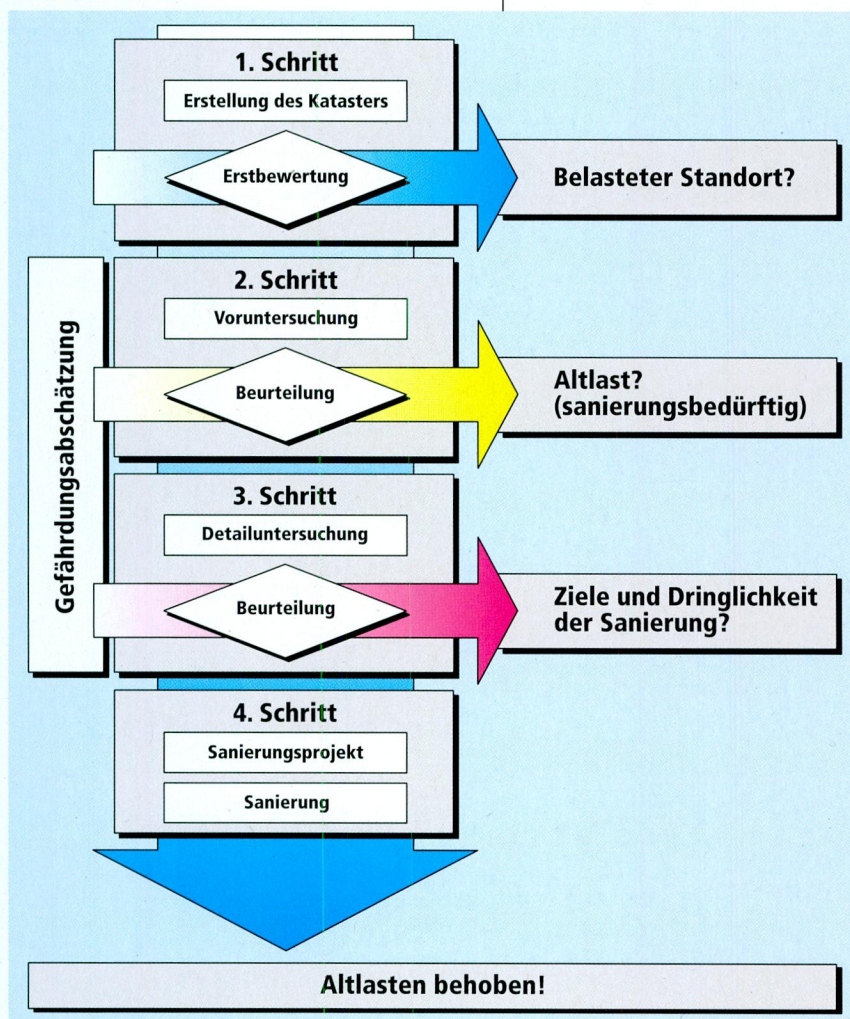 1. Schritt
Erstellung des Katasters
Erstbewertung
Belasteter Standort?
Gefährdungsabschätzung
2. Schritt
Voruntersuchung
Beurteilung
Altlast?
(sanierungsbedürftig)
3. Schritt
Detailuntersuchung
Beurteilung
Ziele und Dringlichkeit
der Sanierung?
4. Schritt
Sanierungsprojekt
Sanierung
Altlasten behoben!